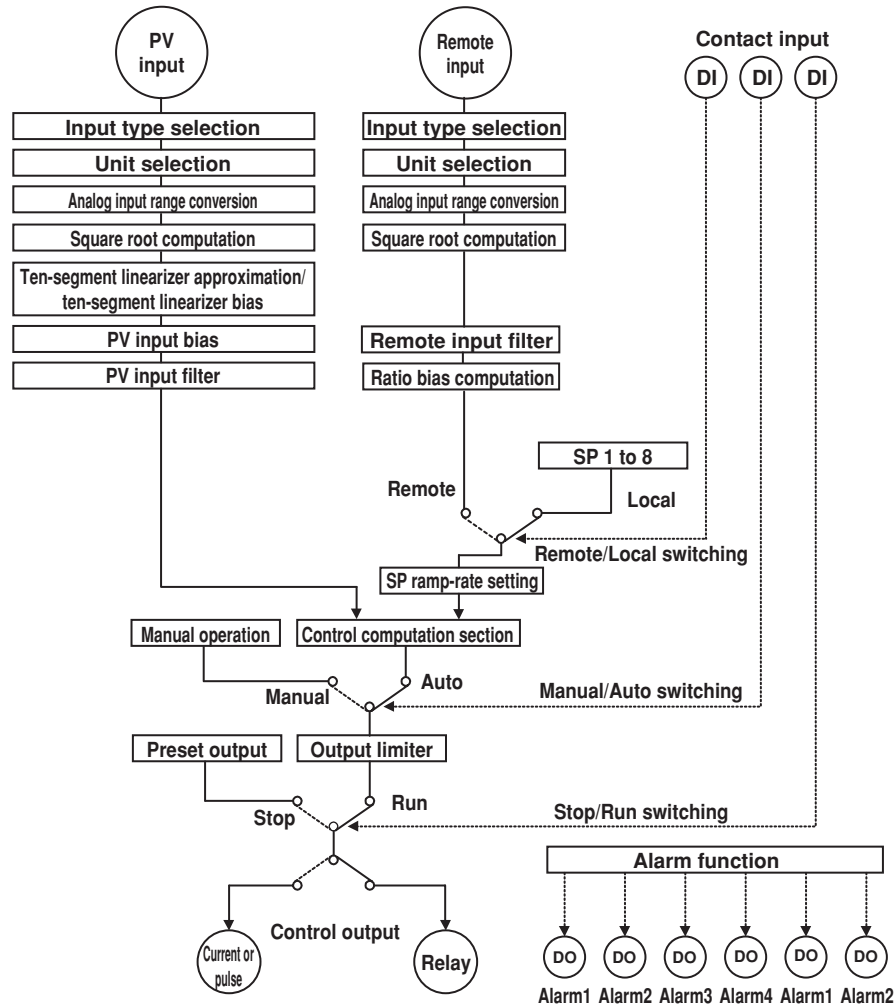 PV
input
Remote
input
Contact input
DI DI DI
Input type selection
Unit selection
Analog input range conversion
Square root computation
Ten-segment linearizer approximation/
ten-segment linearizer bias
PV input bias
PV input filter
Input type selection
Unit selection
Analog input range conversion
Square root computation
Remote input filter
Ratio bias computation
SP 1 to 8
Remote
Local
Remote/Local switching
SP ramp-rate setting
Manual operation
Control computation section
Manual
Auto
Manual/Auto switching
Preset output
Output limiter
Stop
Run
Stop/Run switching
Alarm function
Control output
Current or
pulse
Relay
DO DO DO DO DO DO
Alarm1 Alarm2 Alarm3 Alarm4 Alarm1 Alarm2